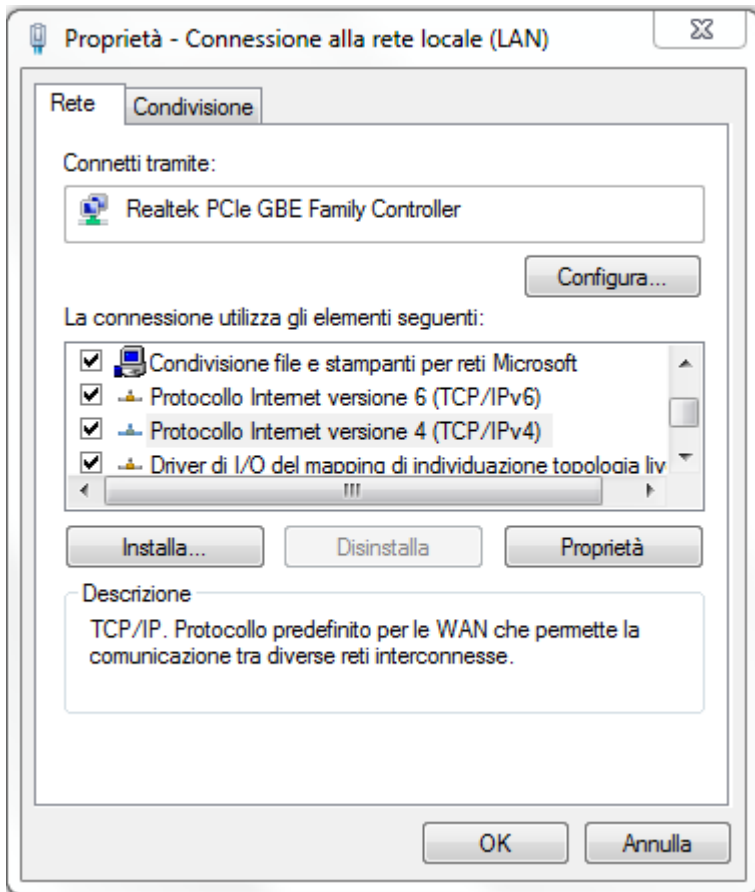 Proprietà - Connessione alla rete locale (LAN)
Rete
Condivisione
Connetti tramite:
Realtek PCIe GBE Family Controller
Configura...
La connessione utilizza gli elementi seguenti:
Condivisione file e stampanti per reti Microsoft
Protocollo Internet versione 6 (TCP/IPv6)
Protocollo Internet versione 4 (TCP/IPv4)
Driver di I/O del mapping di individuazione topologia liv
Installa...
Disinstalla
Proprietà
Descrizione
TCP/IP. Protocollo predefinito per le WAN che permette la
comunicazione tra diverse reti interconnesse.
OK
Annulla